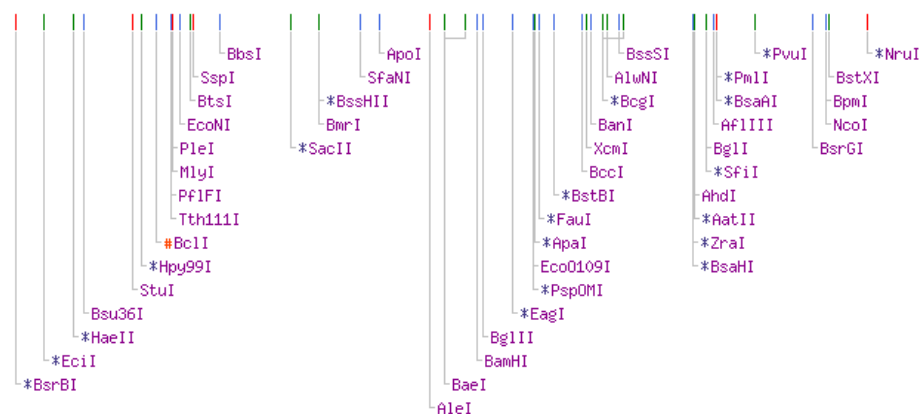 BbsI ApoI BssSI *PvuI *NruI
SspI SfaNI AlwNI *PmlI BstXI
BtsI *BssHII *BcgI *BsaAI BpmI
EcoNI BmrI BanI AflIII NcoI
PleI *SacII XcmI BglI BsrGI
MlyI BccI *SfiI
PflFI *BstBI AhdI
Tth111I *FauI *AatII
#BclI *ApaI *ZraI
*Hpy99I EcoO109I *BsaHI
StuI *PspOMI
Bsu36I *EagI
*HaeII BglII
*EciI BamHI
*BsrBI BaeI
AleI